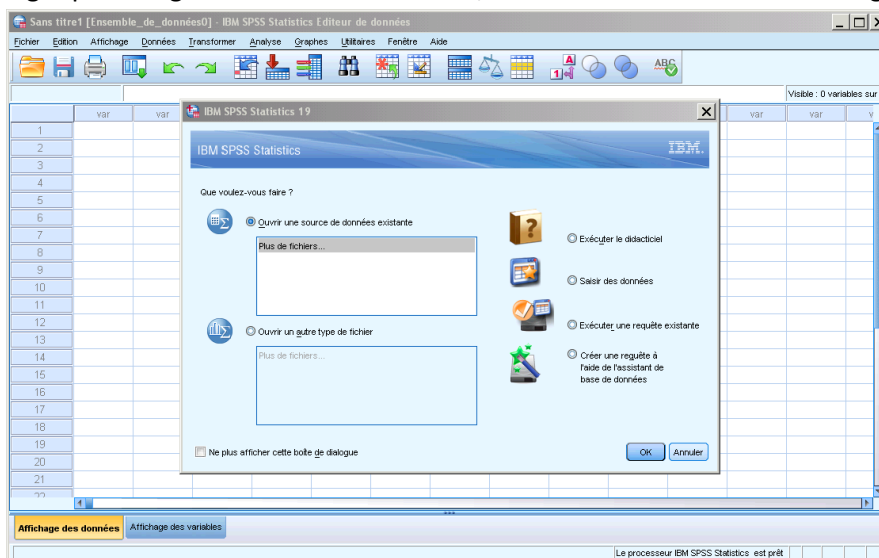 Sans titre1 [Ensemble_de_données0] - IBM SPSS Statistics Editeur de données
Fichier Edition Affichage Données Transformer Analyse Graphes Utilitaires Fenêtre Aide
Visible : 0 variables sur
var var var var v
IBM SPSS Statistics 19
IBM SPSS Statistics
IBM.
Que voulez-vous faire ?
Ouvrir une source de données existante
Plus de fichiers...
Ouvrir un autre type de fichier
Plus de fichiers...
Exécuter le didacticiel
Saisir des données
Exécuter une requête existante
Créer une requête à
l'aide de l'assistant de
base de données
Ne plus afficher cette boîte de dialogue
OK Annuler
1
2
3
4
5
6
7
8
9
10
11
12
13
14
15
16
17
18
19
20
21
22
Affichage des données Affichage des variables
Le processeur IBM SPSS Statistics est prêt